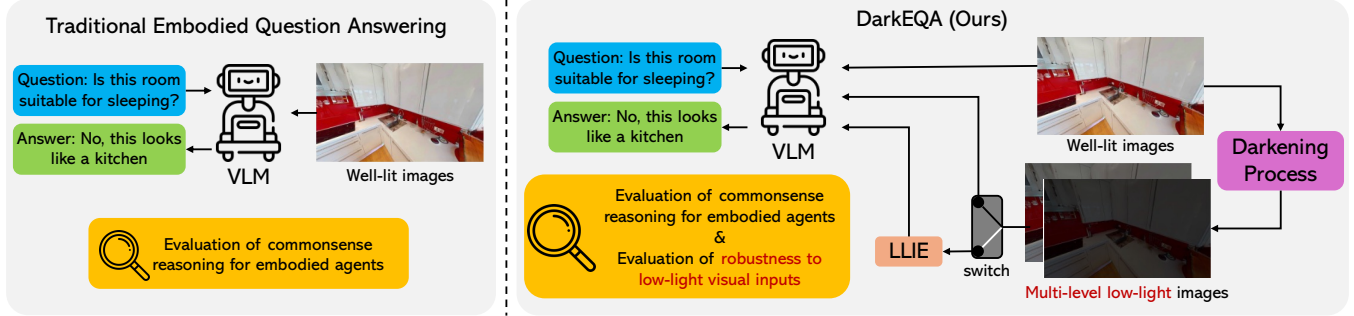 Traditional Embodied Question Answering
Question: Is this room
suitable for sleeping?
Answer: No, this looks
like a kitchen
VLM
Well-lit images
Evaluation of commonsense
reasoning for embodied agents
DarkEQA (Ours)
Question: Is this room
suitable for sleeping?
Answer: No, this looks
like a kitchen
VLM
Well-lit images
Darkening
Process
Evaluation of commonsense
reasoning for embodied agents
&
Evaluation of robustness to
low-light visual inputs
LLIE
switch
Multi-level low-light images